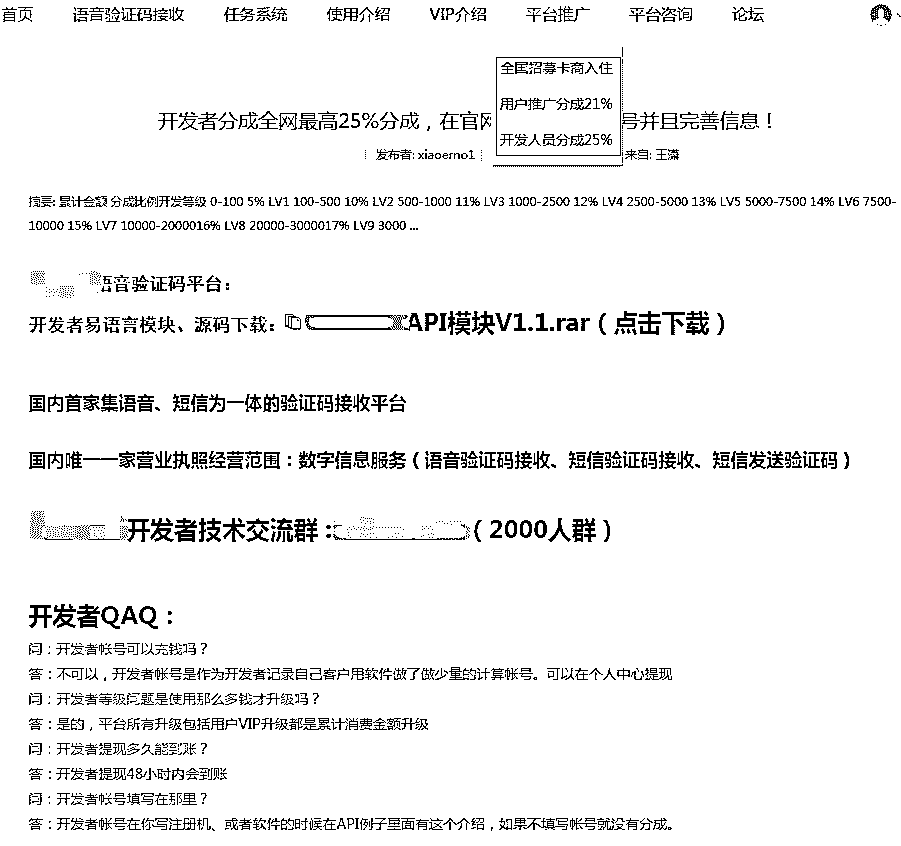 首页 语音验证码接收 任务系统 使用介绍 VIP介绍 平台推广 平台咨询 论坛
全国招募卡商入住
用户推广分成21%
开发人员分成25%
开发者分成全网最高25%分成，在官网 号并且完善信息！
发布者: xiaoerno1 来自: 王潇
摘要: 累计金额 分成比例开发等级 0-100 5% LV1 100-500 10% LV2 500-1000 11% LV3 1000-2500 12% LV4 2500-5000 13% LV5 5000-7500 14% LV6 7500-
10000 15% LV7 10000-2000016% LV8 20000-3000017% LV9 3000 ...
语音验证码平台：
开发者易语言模块、源码下载： API模块V1.1.rar（点击下载）
国内首家集语音、短信为一体的验证码接收平台
国内唯一一家营业执照经营范围：数字信息服务（语音验证码接收、短信验证码接收、短信发送验证码）
开发者技术交流群： （2000人群）
开发者QAQ：
问：开发者帐号可以充钱吗？
答：不可以，开发者帐号是作为开发者记录自己客户用软件做了做少量的计算帐号。可以在个人中心提现
问：开发者等级问题是使用那么多钱才升级吗？
答：是的，平台所有升级包括用户VIP升级都是累计消费金额升级
问：开发者提现多久能到账？
答：开发者提现48小时内会到账
问：开发者帐号填写在那里？
答：开发者帐号在你写注册机、或者软件的时候在API例子里面有这个介绍，如果不填写帐号就没有分成。